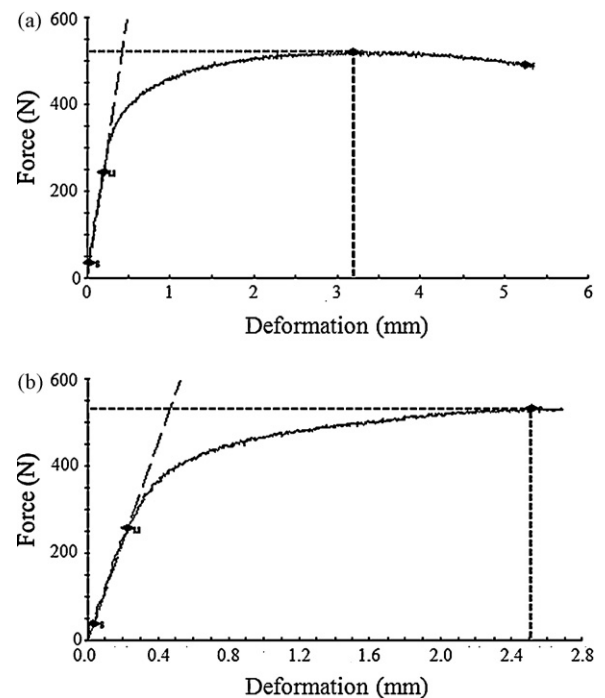 (a)
600
400
200
0
Force (N)
u
s
0 1 2 3 4 5 6
Deformation (mm)
(b)
600
400
200
0
Force (N)
u
s
0.0 0.4 0.8 1.2 1.6 2.0 2.4 2.8
Deformation (mm)